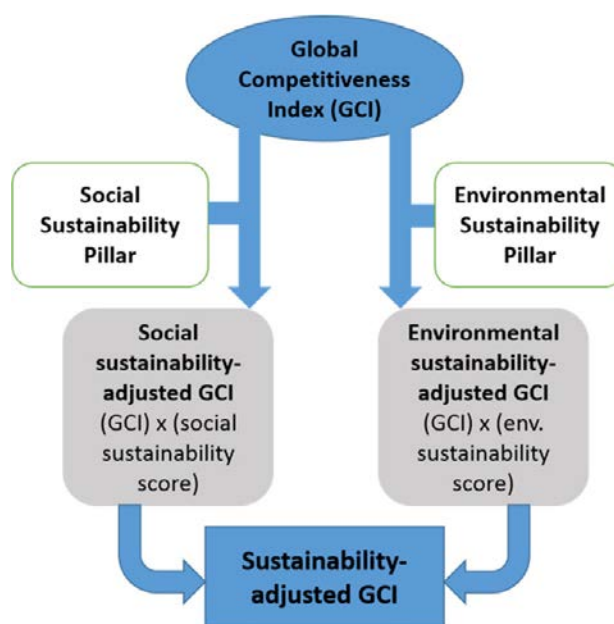 Global
Competitiveness
Index (GCI)
Social
Sustainability
Pillar
Environmental
Sustainability
Pillar
Social
sustainability-
adjusted GCI
(GCI) x (social
sustainability
score)
Environmental
sustainability-
adjusted GCI
(GCI) x (env.
sustainability
score)
Sustainability-
adjusted GCI